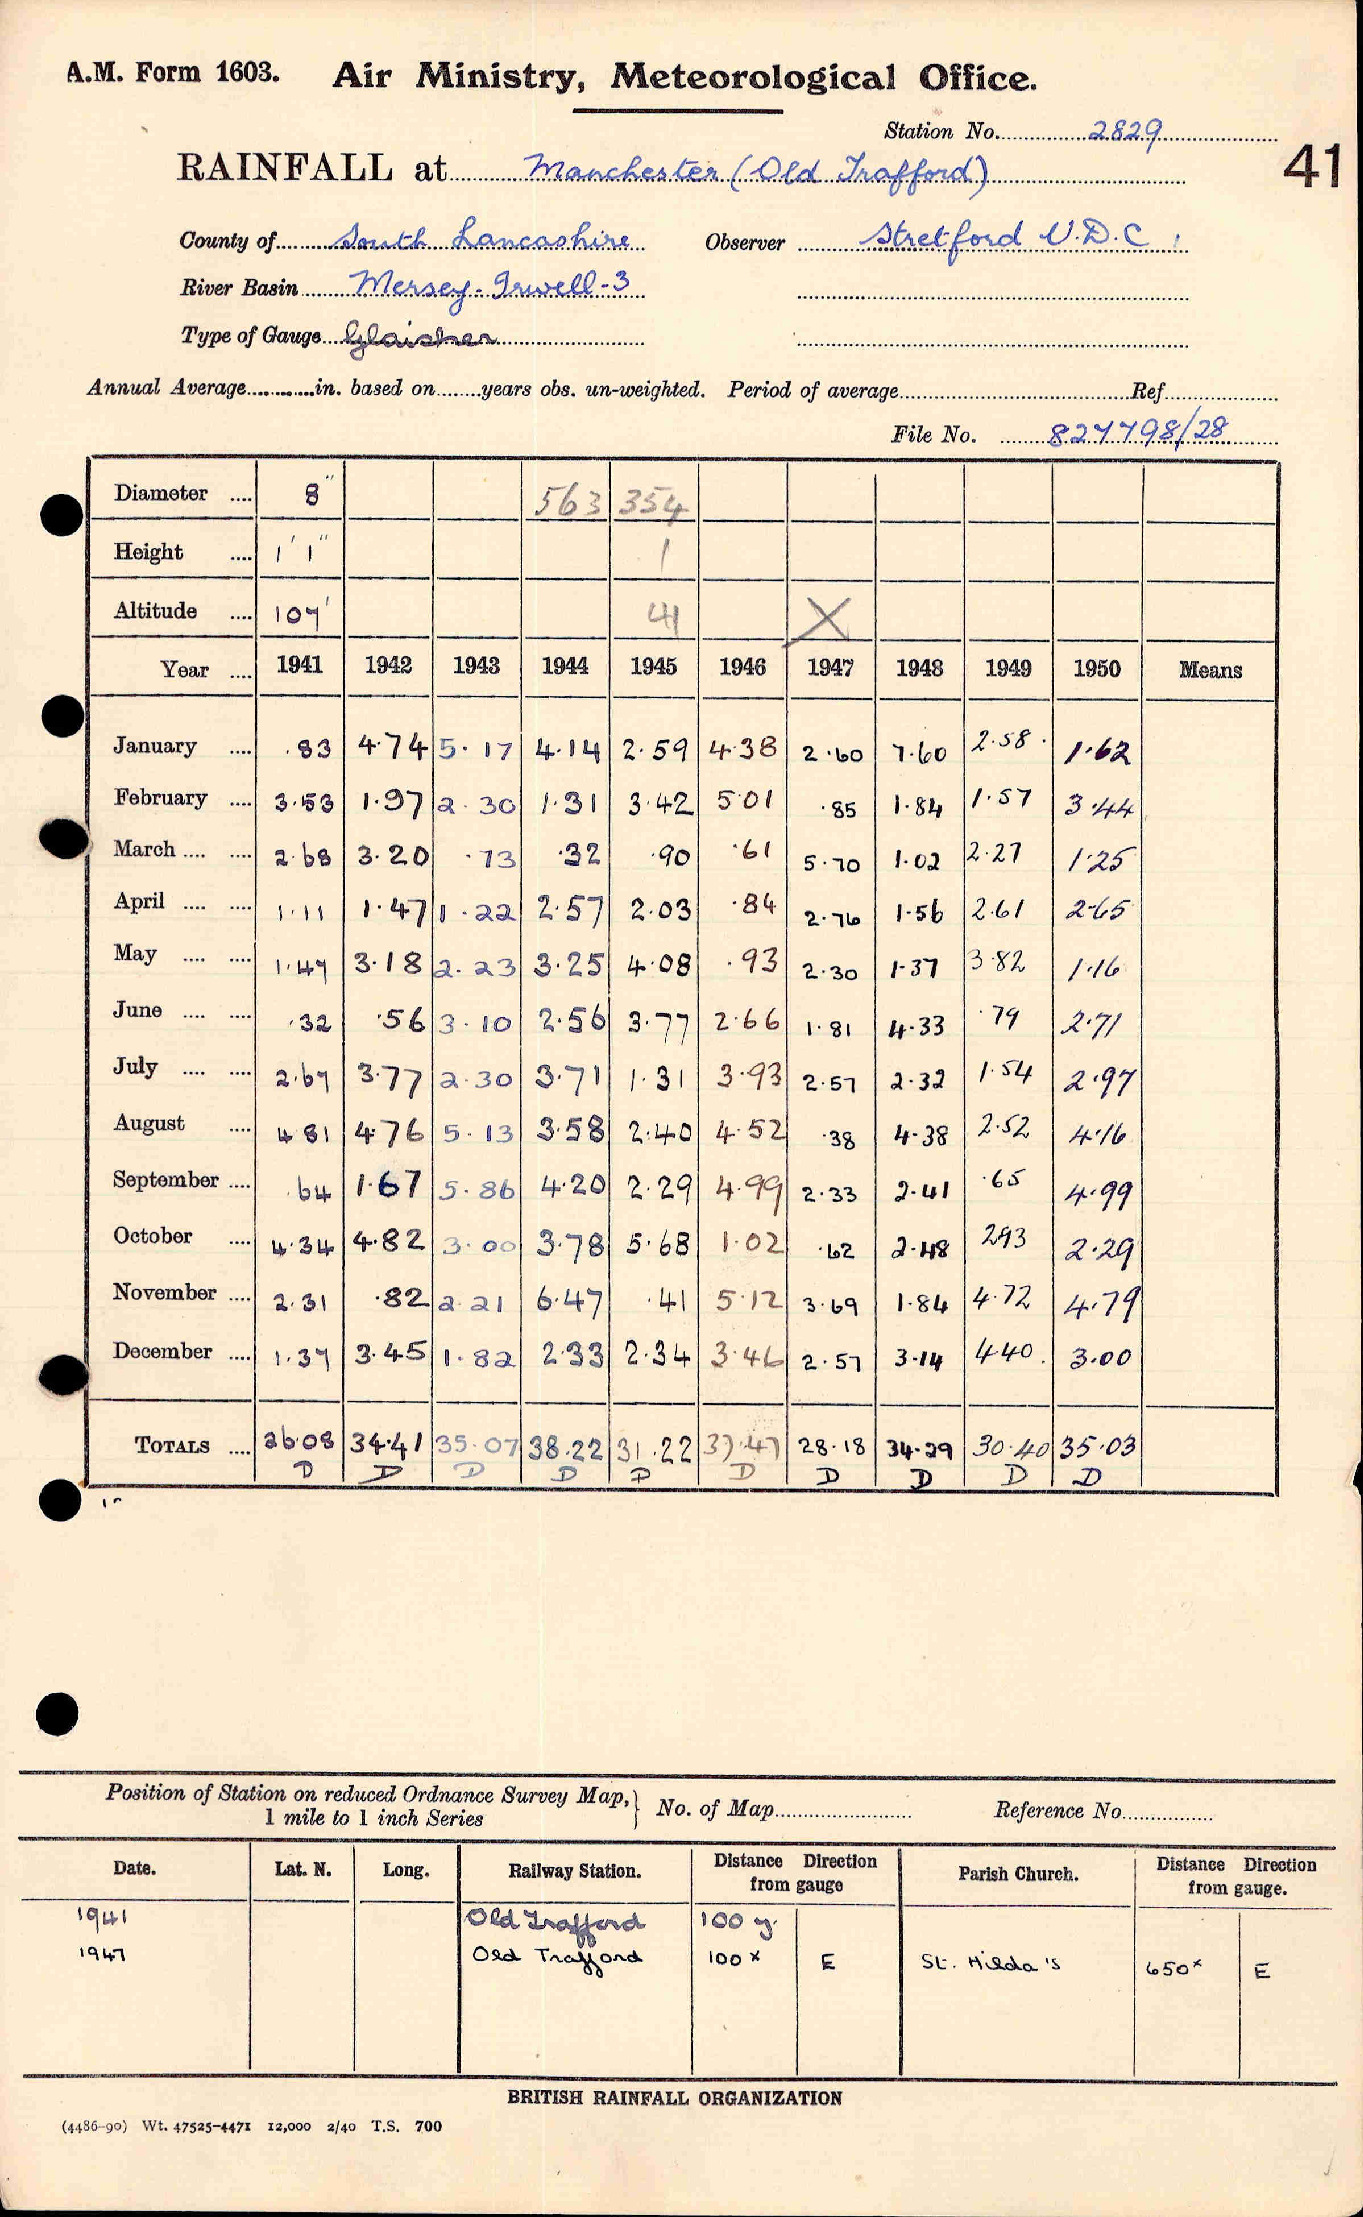 A.M. Form 1603. Air Ministry, Meteorological Office.
Station No. 2829
41
RAINFALL at Manchester (Old Trafford)
County of South Lancashire Observer Stretford U.D.C.
River Basin Mersey-Irwell-3
Type of Gauge Glaisher
Annual Average in. based on years obs. un-weighted. Period of average Ref
File No. 827798/28
Diameter 8" 563 354
Height 1' 1" 1
Altitude 107' 41 X
Year 1941 1942 1943 1944 1945 1946 1947 1948 1949 1950 Means
January .83 4.74 5.17 4.14 2.59 4.38 2.60 7.60 2.58 1.62
February 3.53 1.97 2.30 1.31 3.42 5.01 .85 1.84 1.57 3.44
March 2.68 3.20 .73 .32 .90 .61 5.70 1.02 2.27 1.25
April 1.11 1.47 1.22 2.57 2.03 .84 2.76 1.56 2.61 2.65
May 1.47 3.18 2.23 3.25 4.08 .93 2.30 1.37 3.82 1.16
June .32 .56 3.10 2.56 3.77 2.66 1.81 4.33 .79 2.71
July 2.67 3.77 2.30 3.71 1.31 3.93 2.57 2.32 1.54 2.97
August 4.81 4.76 5.13 3.58 2.40 4.52 .38 4.38 2.52 4.16
September .64 1.67 5.86 4.20 2.29 4.99 2.33 2.41 .65 4.99
October 4.34 4.82 3.00 3.78 5.68 1.02 .62 2.48 2.93 2.29
November 2.31 .82 2.21 6.47 .41 5.12 3.69 1.84 4.72 4.79
December 1.37 3.45 1.82 2.33 2.34 3.46 2.57 3.14 4.40 3.00
TOTALS 26.08 34.41 35.07 38.22 31.22 37.47 28.18 34.29 30.40 35.03
D D D D D D D D D D
Position of Station on reduced Ordnance Survey Map, 1 mile to 1 inch Series } No. of Map Reference No.
Date. Lat. N. Long. Railway Station. Distance Direction from gauge Parish Church. Distance Direction from gauge.
1941 Old Trafford 100 y.
1947 Old Trafford 100x E St. Hilda's 650x E
BRITISH RAINFALL ORGANIZATION
(4486-90) Wt. 47525-4471 12,000 2/40 T.S. 700